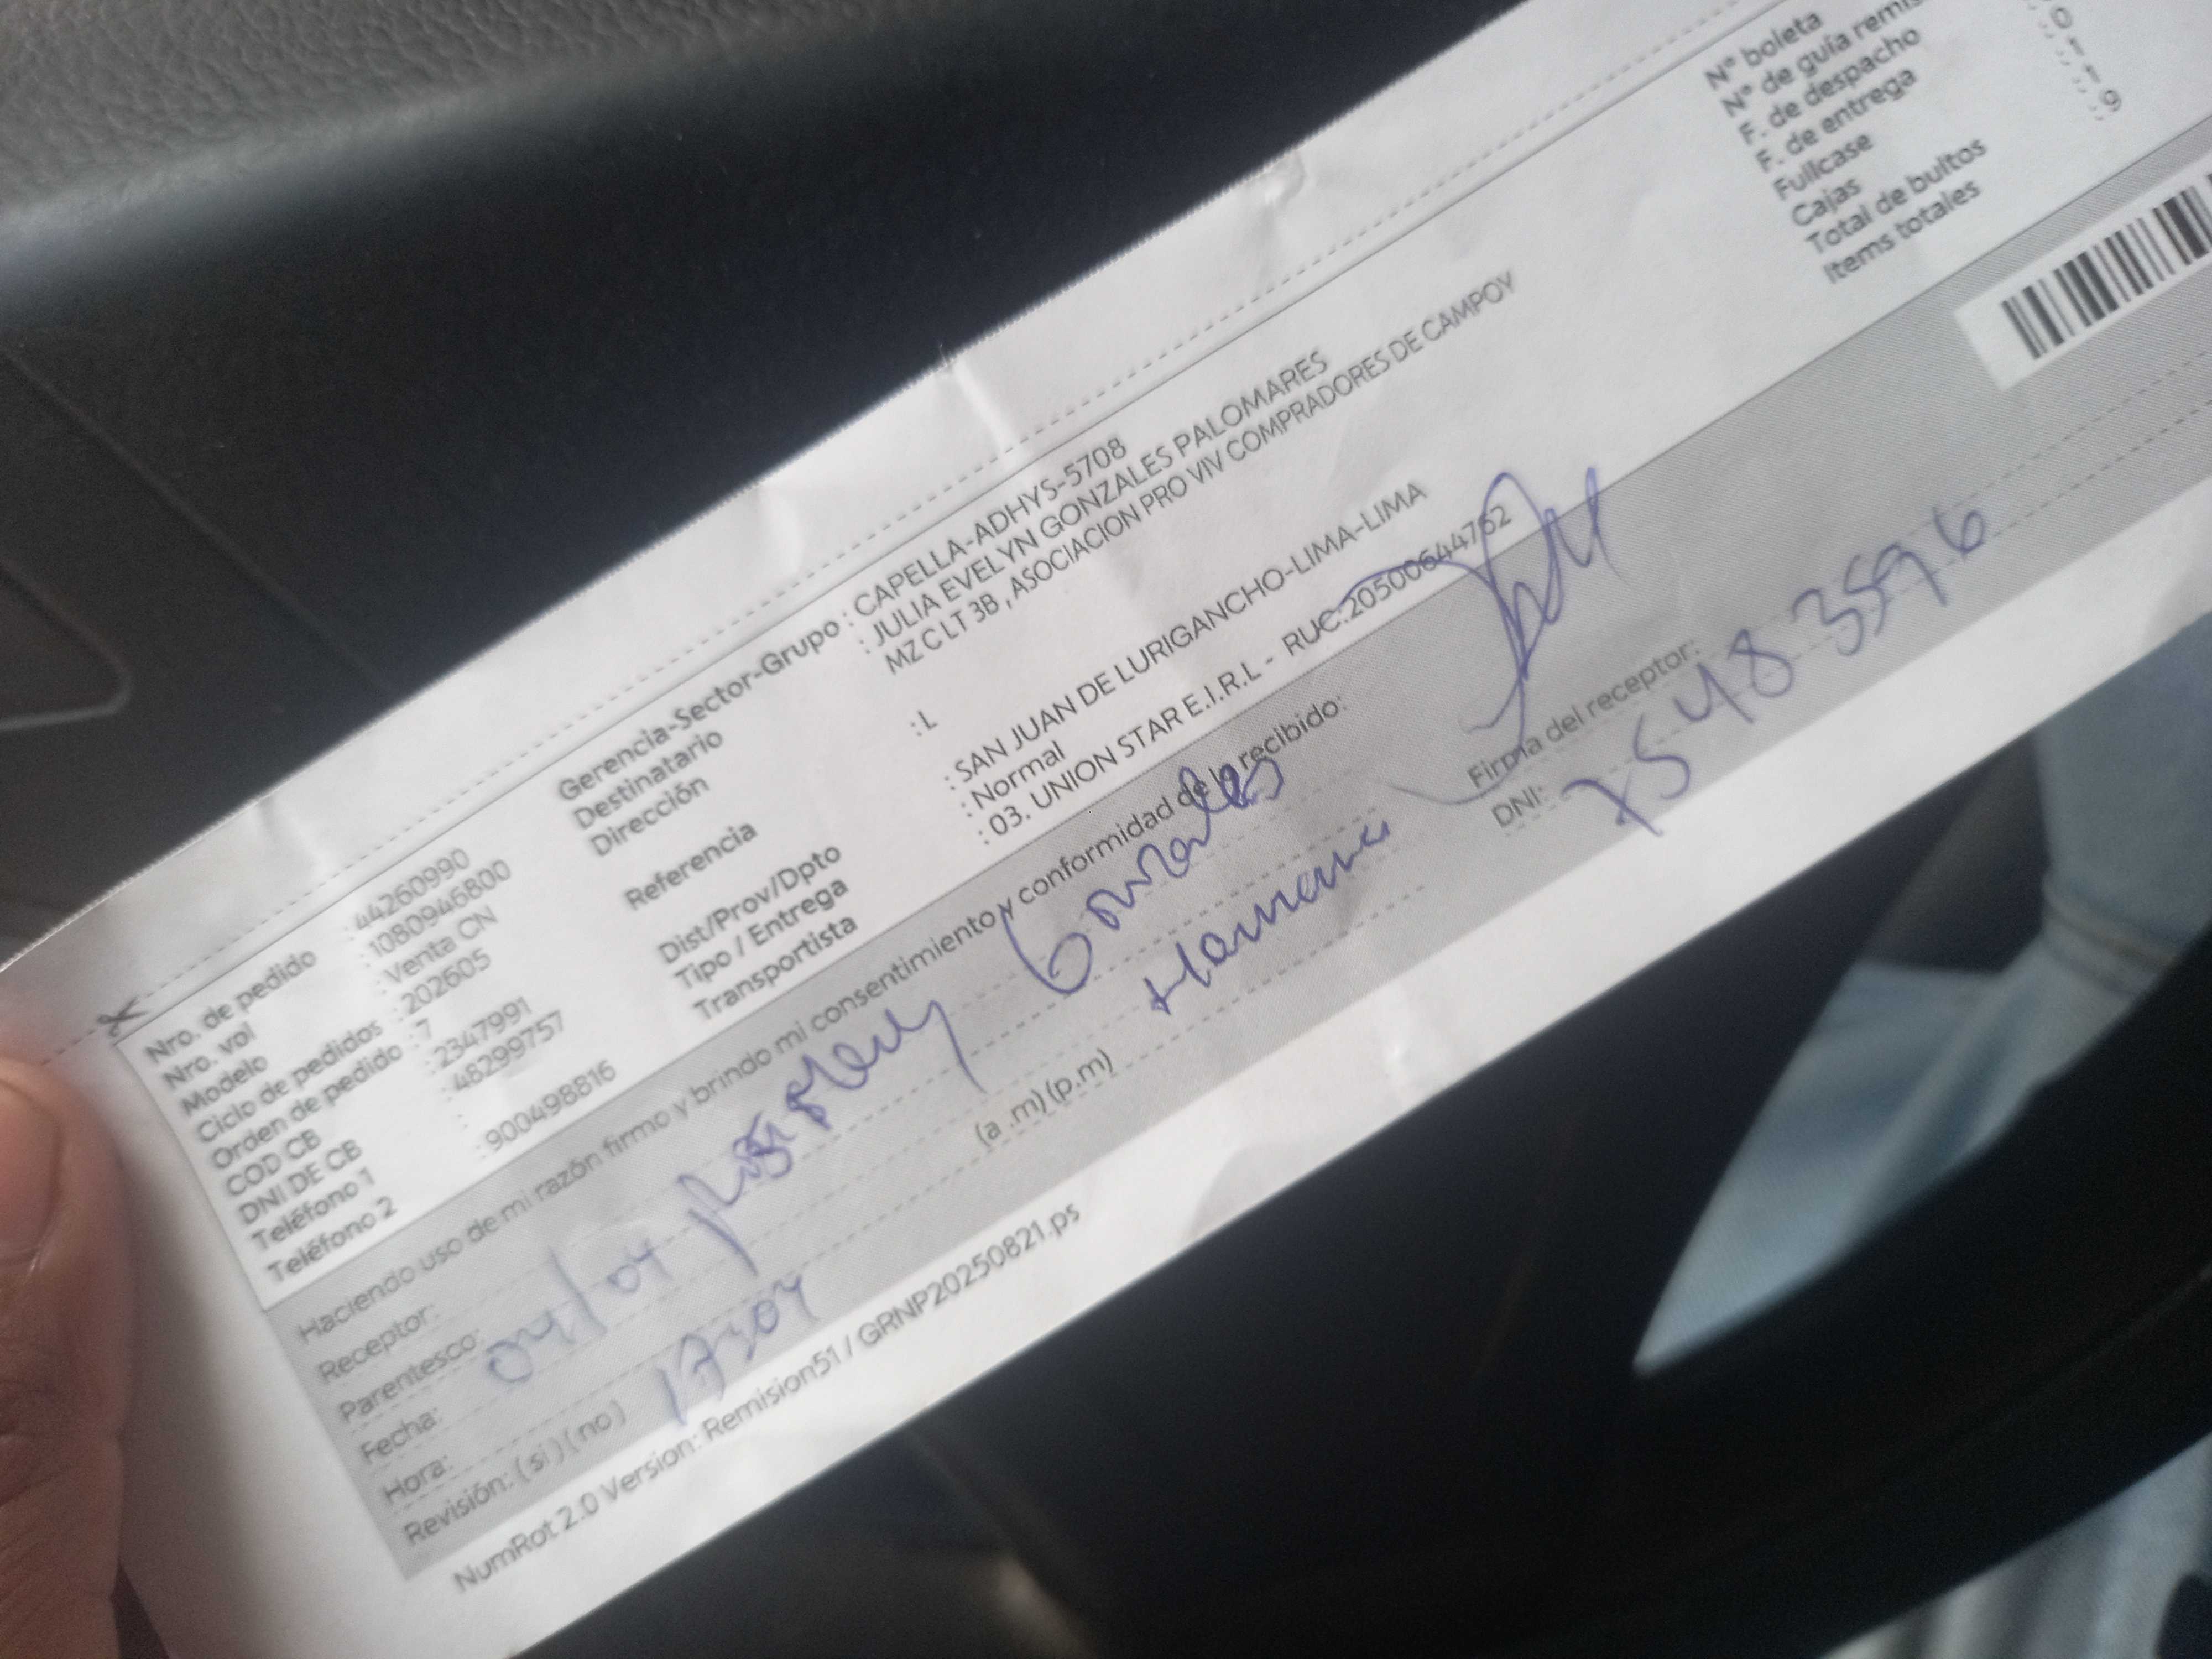 Nro. de pedido : 44260990
Nro. vol : 1080946800
Modelo : Venta CN
Ciclo de pedidos : 202605
Orden de pedido : 7
COD CB : 2347991
DNI DE CB : 48299757
Teléfono 1 :
Teléfono 2 : 900498816
Gerencia-Sector-Grupo : CAPELLA-ADHYS-5708
Destinatario : JULIA EVELYN GONZALES PALOMARES
Dirección MZ C LT 3B , ASOCIACION PRO VIV COMPRADORES DE CAMPOY
Referencia : L
Dist/Prov/Dpto : SAN JUAN DE LURIGANCHO-LIMA-LIMA
Tipo / Entrega : Normal
Transportista : 03. UNION STAR E.I.R.L - RUC:20500644762
N° boleta
N° de guía
F. de despacho
F. de entrega
Fullcase
Cajas
Total de bultos
Items totales
Haciendo uso de mi razón firmo y brindo mi consentimiento y conformidad de lo recibido:
Receptor: Gonzales
Parentesco:
Fecha: 04/04
Hora: (a .m) (p.m)
Revisión: ( si ) ( no )
Firma del receptor:
DNI: 75483596
NumRot 2.0 Version: Remision51 / GRNP20250821.ps